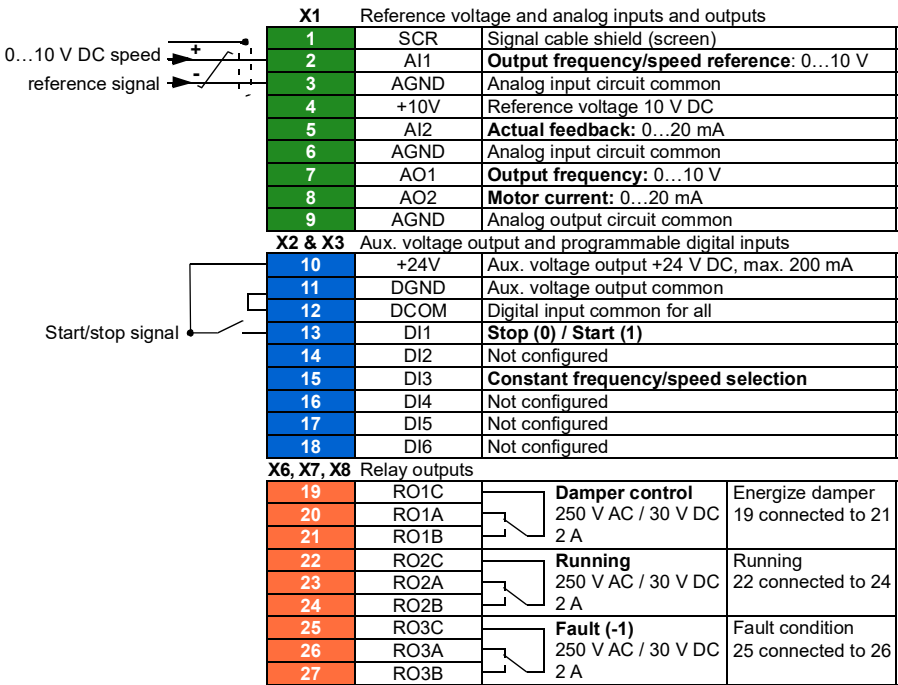 X1 Reference voltage and analog inputs and outputs
1 SCR Signal cable shield (screen)
0…10 V DC speed + 2 AI1 Output frequency/speed reference: 0…10 V
reference signal - 3 AGND Analog input circuit common
4 +10V Reference voltage 10 V DC
5 AI2 Actual feedback: 0…20 mA
6 AGND Analog input circuit common
7 AO1 Output frequency: 0…10 V
8 AO2 Motor current: 0…20 mA
9 AGND Analog output circuit common
X2 & X3 Aux. voltage output and programmable digital inputs
10 +24V Aux. voltage output +24 V DC, max. 200 mA
11 DGND Aux. voltage output common
12 DCOM Digital input common for all
Start/stop signal 13 DI1 Stop (0) / Start (1)
14 DI2 Not configured
15 DI3 Constant frequency/speed selection
16 DI4 Not configured
17 DI5 Not configured
18 DI6 Not configured
X6, X7, X8 Relay outputs
19 RO1C Damper control Energize damper
20 RO1A 250 V AC / 30 V DC 19 connected to 21
21 RO1B 2 A
22 RO2C Running Running
23 RO2A 250 V AC / 30 V DC 22 connected to 24
24 RO2B 2 A
25 RO3C Fault (-1) Fault condition
26 RO3A 250 V AC / 30 V DC 25 connected to 26
27 RO3B 2 A